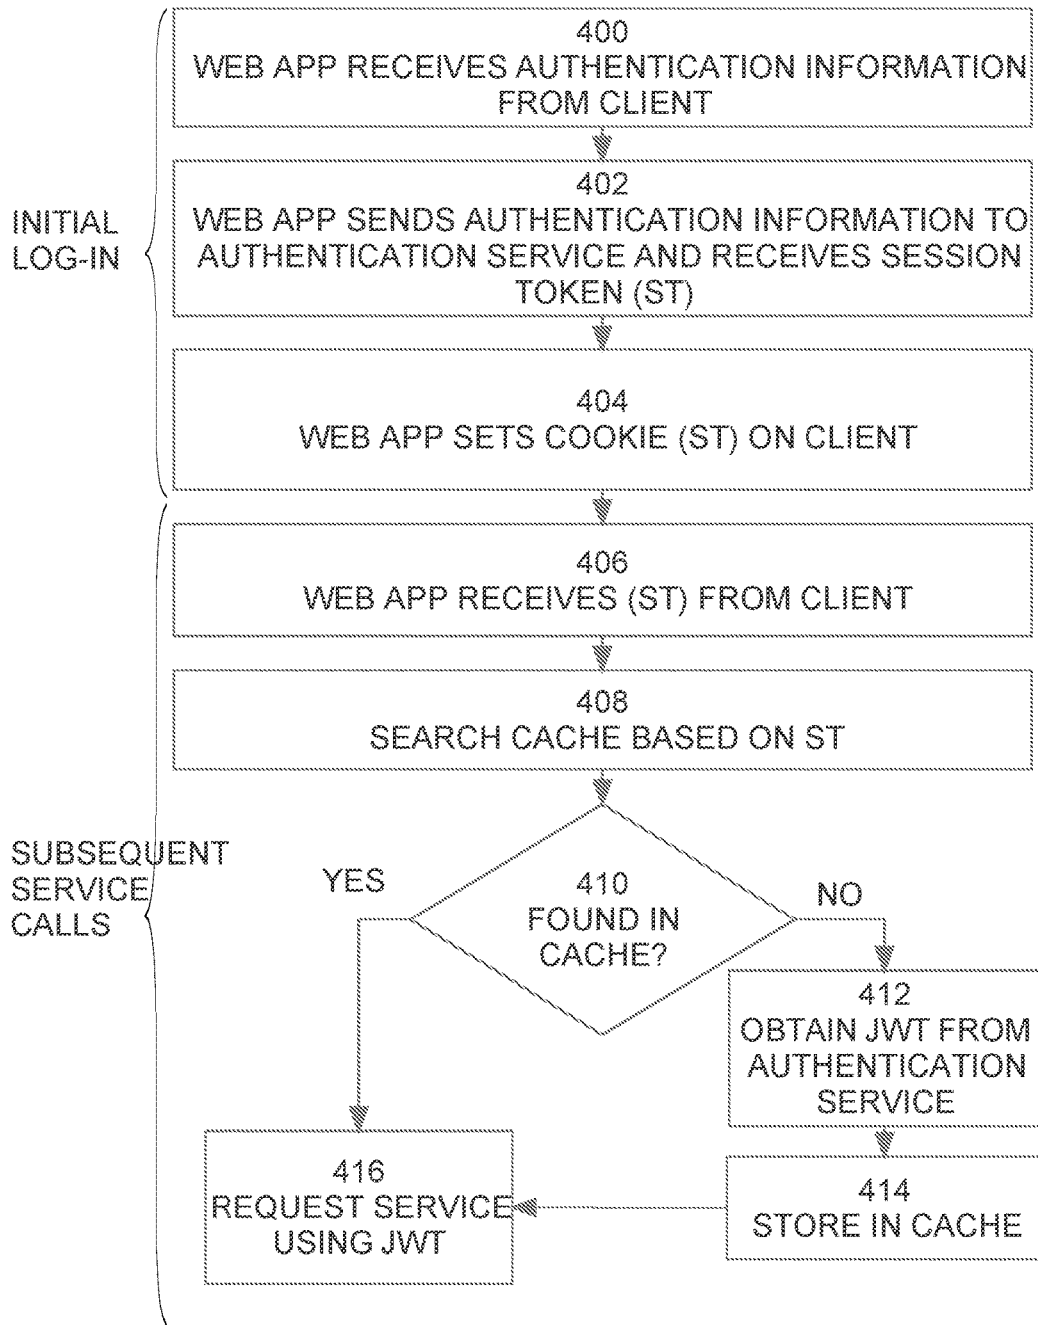 400
WEB APP RECEIVES AUTHENTICATION INFORMATION
FROM CLIENT
402
WEB APP SENDS AUTHENTICATION INFORMATION TO
AUTHENTICATION SERVICE AND RECEIVES SESSION
TOKEN (ST)
INITIAL
LOG-IN
404
WEB APP SETS COOKIE (ST) ON CLIENT
406
WEB APP RECEIVES (ST) FROM CLIENT
408
SEARCH CACHE BASED ON ST
SUBSEQUENT
SERVICE
CALLS
YES
410
FOUND IN
CACHE?
NO
412
OBTAIN JWT FROM
AUTHENTICATION
SERVICE
416
REQUEST SERVICE
USING JWT
414
STORE IN CACHE